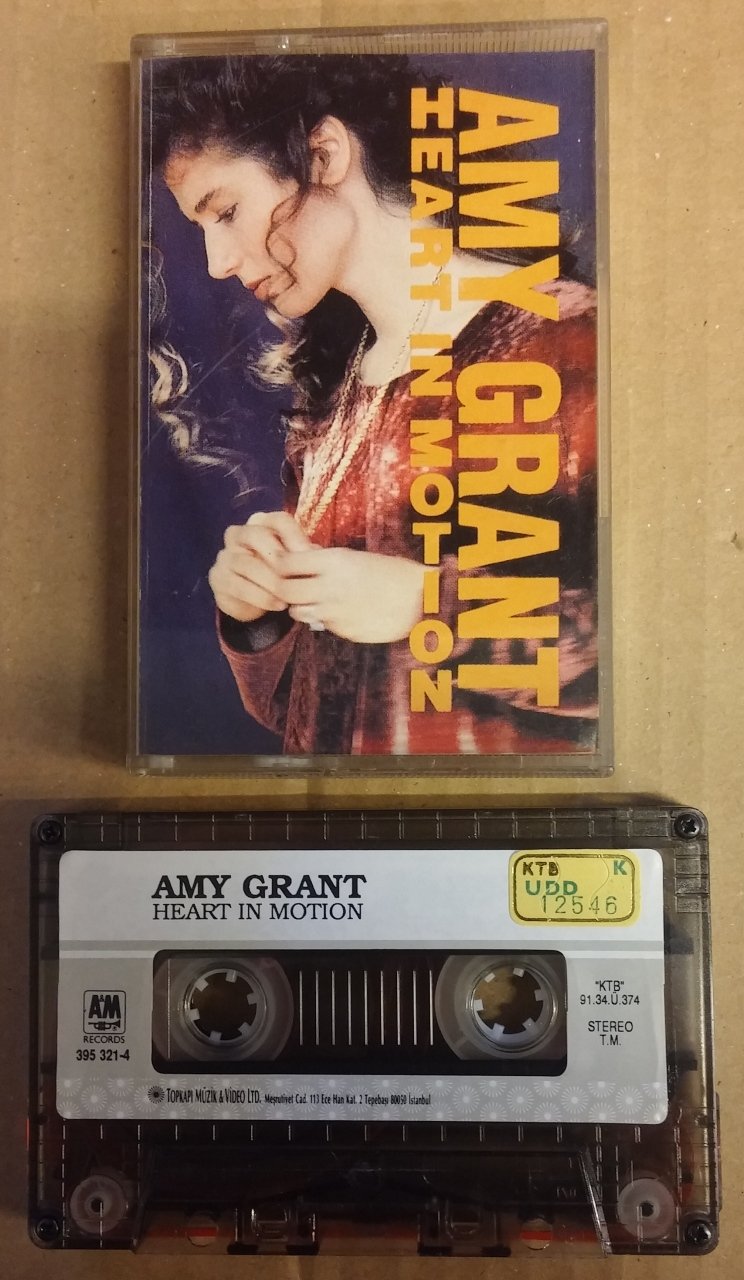 AMY GRANT
HEART IN MOTION
AMY GRANT
HEART IN MOTION
KTB K
UDD
12546
A&M
RECORDS
395 321-4
"KTB"
91.34.Ü.374
STEREO
T.M.
TOPKAPI MÜZİK & VİDEO LTD. Meşrutiyet Cad. 113 Ece Han Kat. 2 Tepebaşı 80050 İstanbul